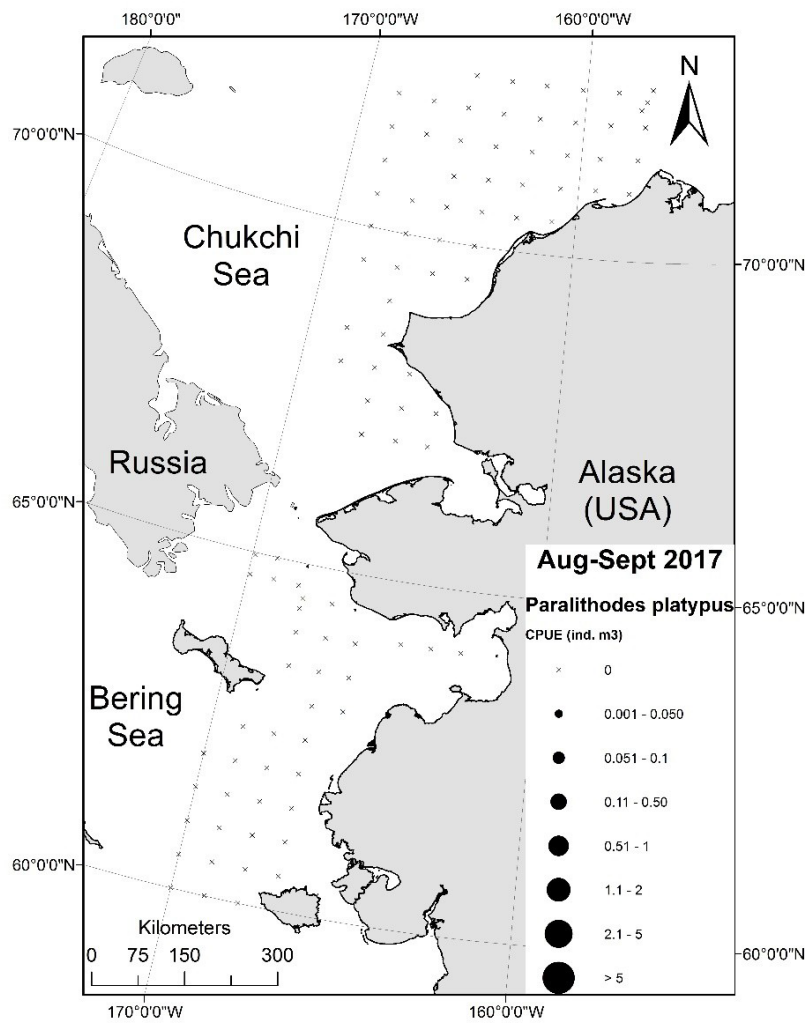 180°0'0"
170°0'0"W
160°0'0"W
N
70°0'0"N
Chukchi
Sea
70°0'0"N
Russia
Alaska
(USA)
65°0'0"N
Aug-Sept 2017
Paralithodes platypus
65°0'0"N
CPUE (ind. m3)
0
Bering
Sea
0.001 - 0.050
0.051 - 0.1
0.11 - 0.50
0.51 - 1
60°0'0"N
1.1 - 2
Kilometers
2.1 - 5
0 75 150 300
60°0'0"N
> 5
170°0'0"W
160°0'0"W